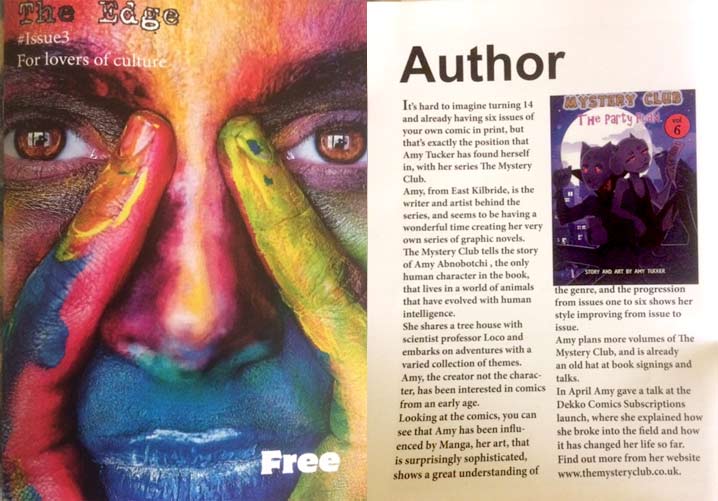 The Edge
#Issue3
For lovers of culture
Free
Author
It's hard to imagine turning 14
and already having six issues of
your own comic in print, but
that's exactly the position that
Amy Tucker has found herself
in, with her series The Mystery
Club.
Amy, from East Kilbride, is the
writer and artist behind the
series, and seems to be having a
wonderful time creating her very
own series of graphic novels.
The Mystery Club tells the story
of Amy Abnobotchi , the only
human character in the book,
that lives in a world of animals
that have evolved with human
intelligence.
She shares a tree house with
scientist professor Loco and
embarks on adventures with a
varied collection of themes.
Amy, the creator not the charac-
ter, has been interested in comics
from an early age.
Looking at the comics, you can
see that Amy has been influ-
enced by Manga, her art, that
is surprisingly sophisticated,
shows a great understanding of
MYSTERY CLUB
The Party
vol
6
STORY AND ART BY AMY TUCKER
the genre, and the progression
from issues one to six shows her
style improving from issue to
issue.
Amy plans more volumes of The
Mystery Club, and is already
an old hat at book signings and
talks.
In April Amy gave a talk at the
Dekko Comics Subscriptions
launch, where she explained how
she broke into the field and how
it has changed her life so far.
Find out more from her website
www.themysteryclub.co.uk.